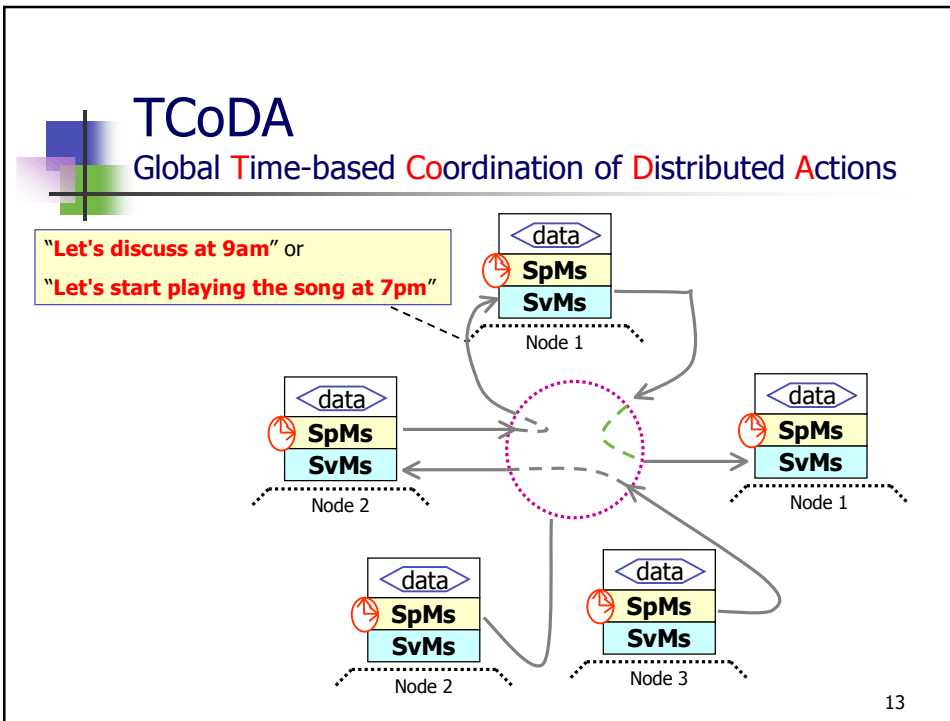 TCoDA
Global Time-based Coordination of Distributed Actions
“Let's discuss at 9am” or
“Let's start playing the song at 7pm”
data
SpMs
SvMs
Node 1
data
SpMs
SvMs
Node 2
data
SpMs
SvMs
Node 1
data
SpMs
SvMs
Node 2
data
SpMs
SvMs
Node 3
13